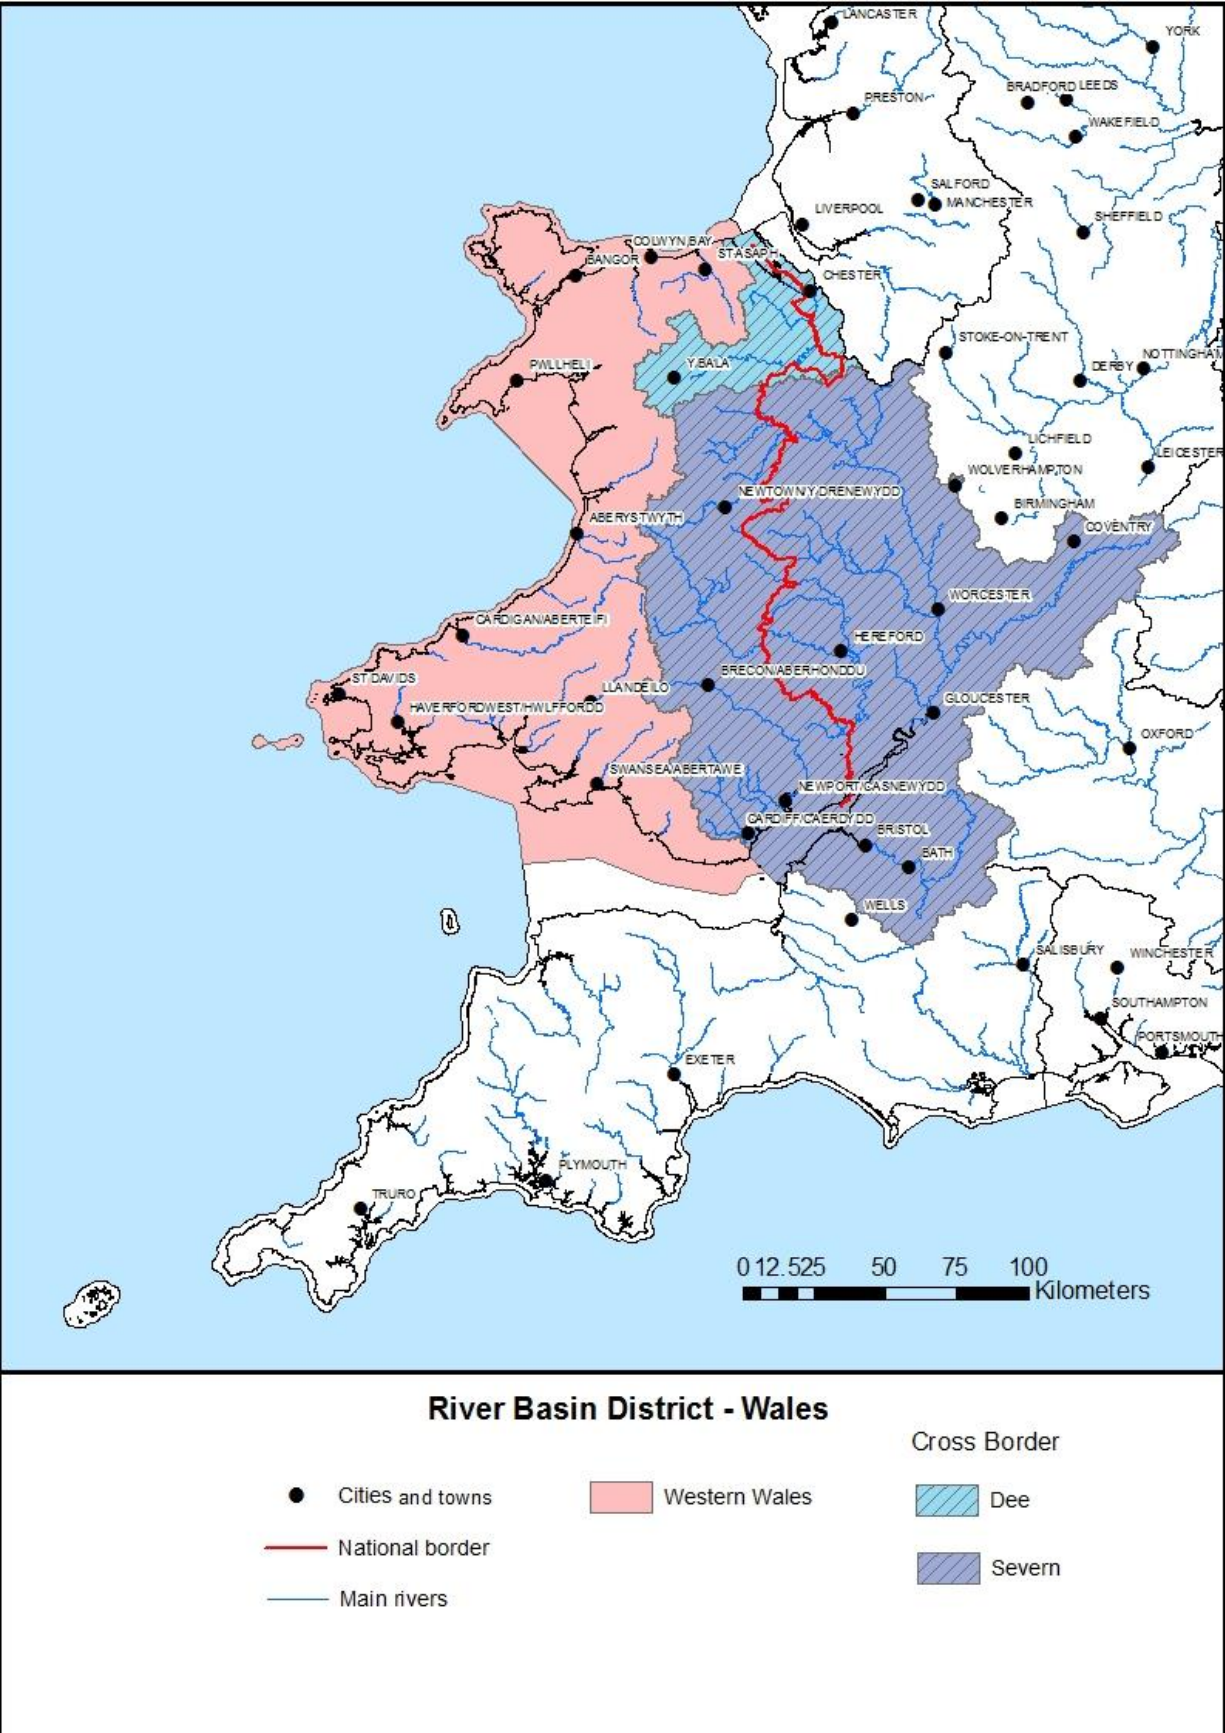 LANCASTER
YORK
BRADFORD LEEDS
PRESTON
WAKEFIELD
SALFORD
MANCHESTER
LIVERPOOL
SHEFFIELD
COLWYN BAY
ST ASAPH
BANGOR
CHESTER
STOKE-ON-TRENT
NOTTINGHAM
PWLLHELI
Y BALA
DERBY
LICHFIELD
LEICESTER
WOLVERHAMPTON
NEWTOWN/Y DRENEWYDD
BIRMINGHAM
ABERYSTWYTH
COVENTRY
WORCESTER
CARDIGAN/ABERTEIFI
HEREFORD
BRECON/ABERHONDDU
ST DAVIDS
LLANDEILO
GLOUCESTER
HAVERFORDWEST/HWLFFORDD
OXFORD
SWANSEA/ABERTAWE
NEWPORT/CASNEWYDD
CARDIFF/CAERDYDD
BRISTOL
BATH
WELLS
SALISBURY
WINCHESTER
SOUTHAMPTON
PORTSMOUTH
EXETER
PLYMOUTH
TRURO
0 12.5 25 50 75 100
Kilometers
River Basin District - Wales
Cross Border
Cities and towns
Western Wales
Dee
National border
Severn
Main rivers